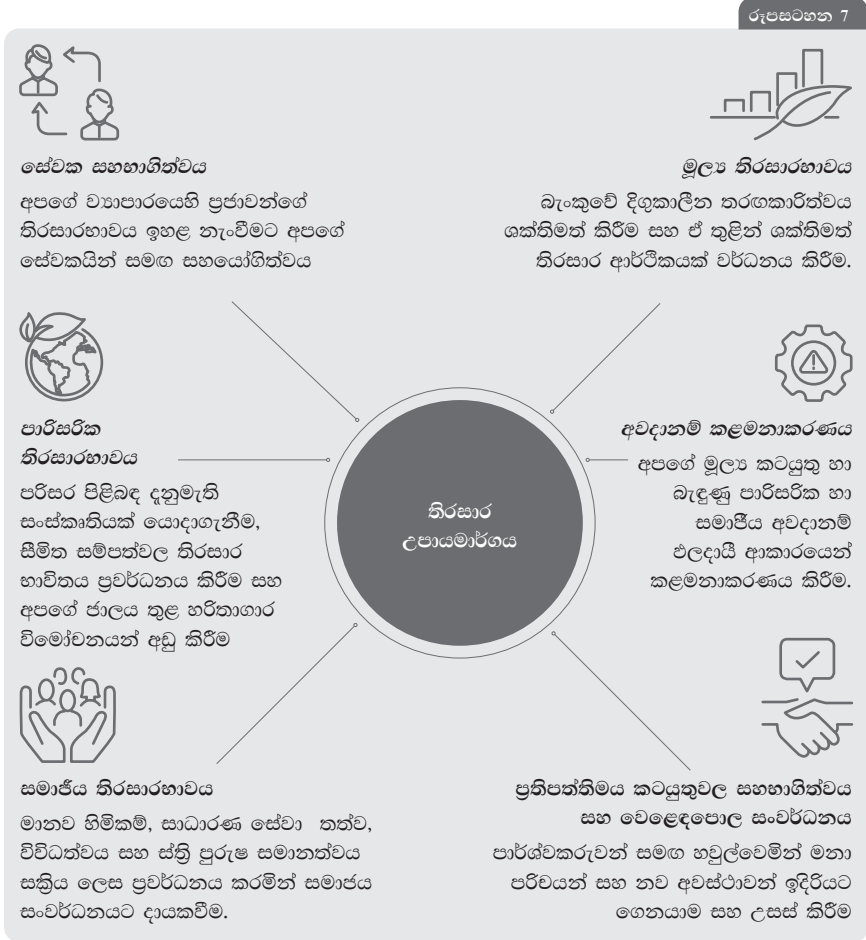 රූපසටහන 7
සේවක සහභාගිත්වය
අපගේ ව්‍යාපාරයෙහි ප්‍රජාවන්ගේ
තිරසාරභාවය ඉහළ නැංවීමට අපගේ
සේවකයින් සමඟ සහයෝගිත්වය
මූල්‍ය තිරසාරභාවය
බැංකුවේ දිගුකාලීන තරඟකාරිත්වය
ශක්තිමත් කිරීම සහ ඒ තුළින් ශක්තිමත්
තිරසාර ආර්ථිකයක් වර්ධනය කිරීම.
පාරිසරික
තිරසාරභාවය
පරිසර පිළිබඳ දැනුමැති
සංස්කෘතියක් යොදාගැනීම,
සීමිත සම්පත්වල තිරසාර
භාවිතය ප්‍රවර්ධනය කිරීම සහ
අපගේ ජාලය තුළ හරිතාගාර
විමෝචනයන් අඩු කිරීම
තිරසාර
උපායමාර්ගය
අවදානම් කළමනාකරණය
අපගේ මූල්‍ය කටයුතු හා
බැඳුණු පාරිසරික හා
සමාජීය අවදානම්
ඵලදායී ආකාරයෙන්
කළමනාකරණය කිරීම.
සමාජීය තිරසාරභාවය
මානව හිමිකම්, සාධාරණ සේවා තත්ව,
විවිධත්වය සහ ස්ත්‍රි පුරුෂ සමානත්වය
සක්‍රිය ලෙස ප්‍රවර්ධනය කරමින් සමාජය
සංවර්ධනයට දායකවීම.
ප්‍රතිපත්තිමය කටයුතුවල සහභාගිත්වය
සහ වෙළෙඳපොල සංවර්ධනය
පාර්ශ්වකරුවන් සමඟ හවුල්වෙමින් මනා
පරිචයන් සහ නව අවස්ථාවන් ඉදිරියට
ගෙනයාම සහ උසස් කිරීම